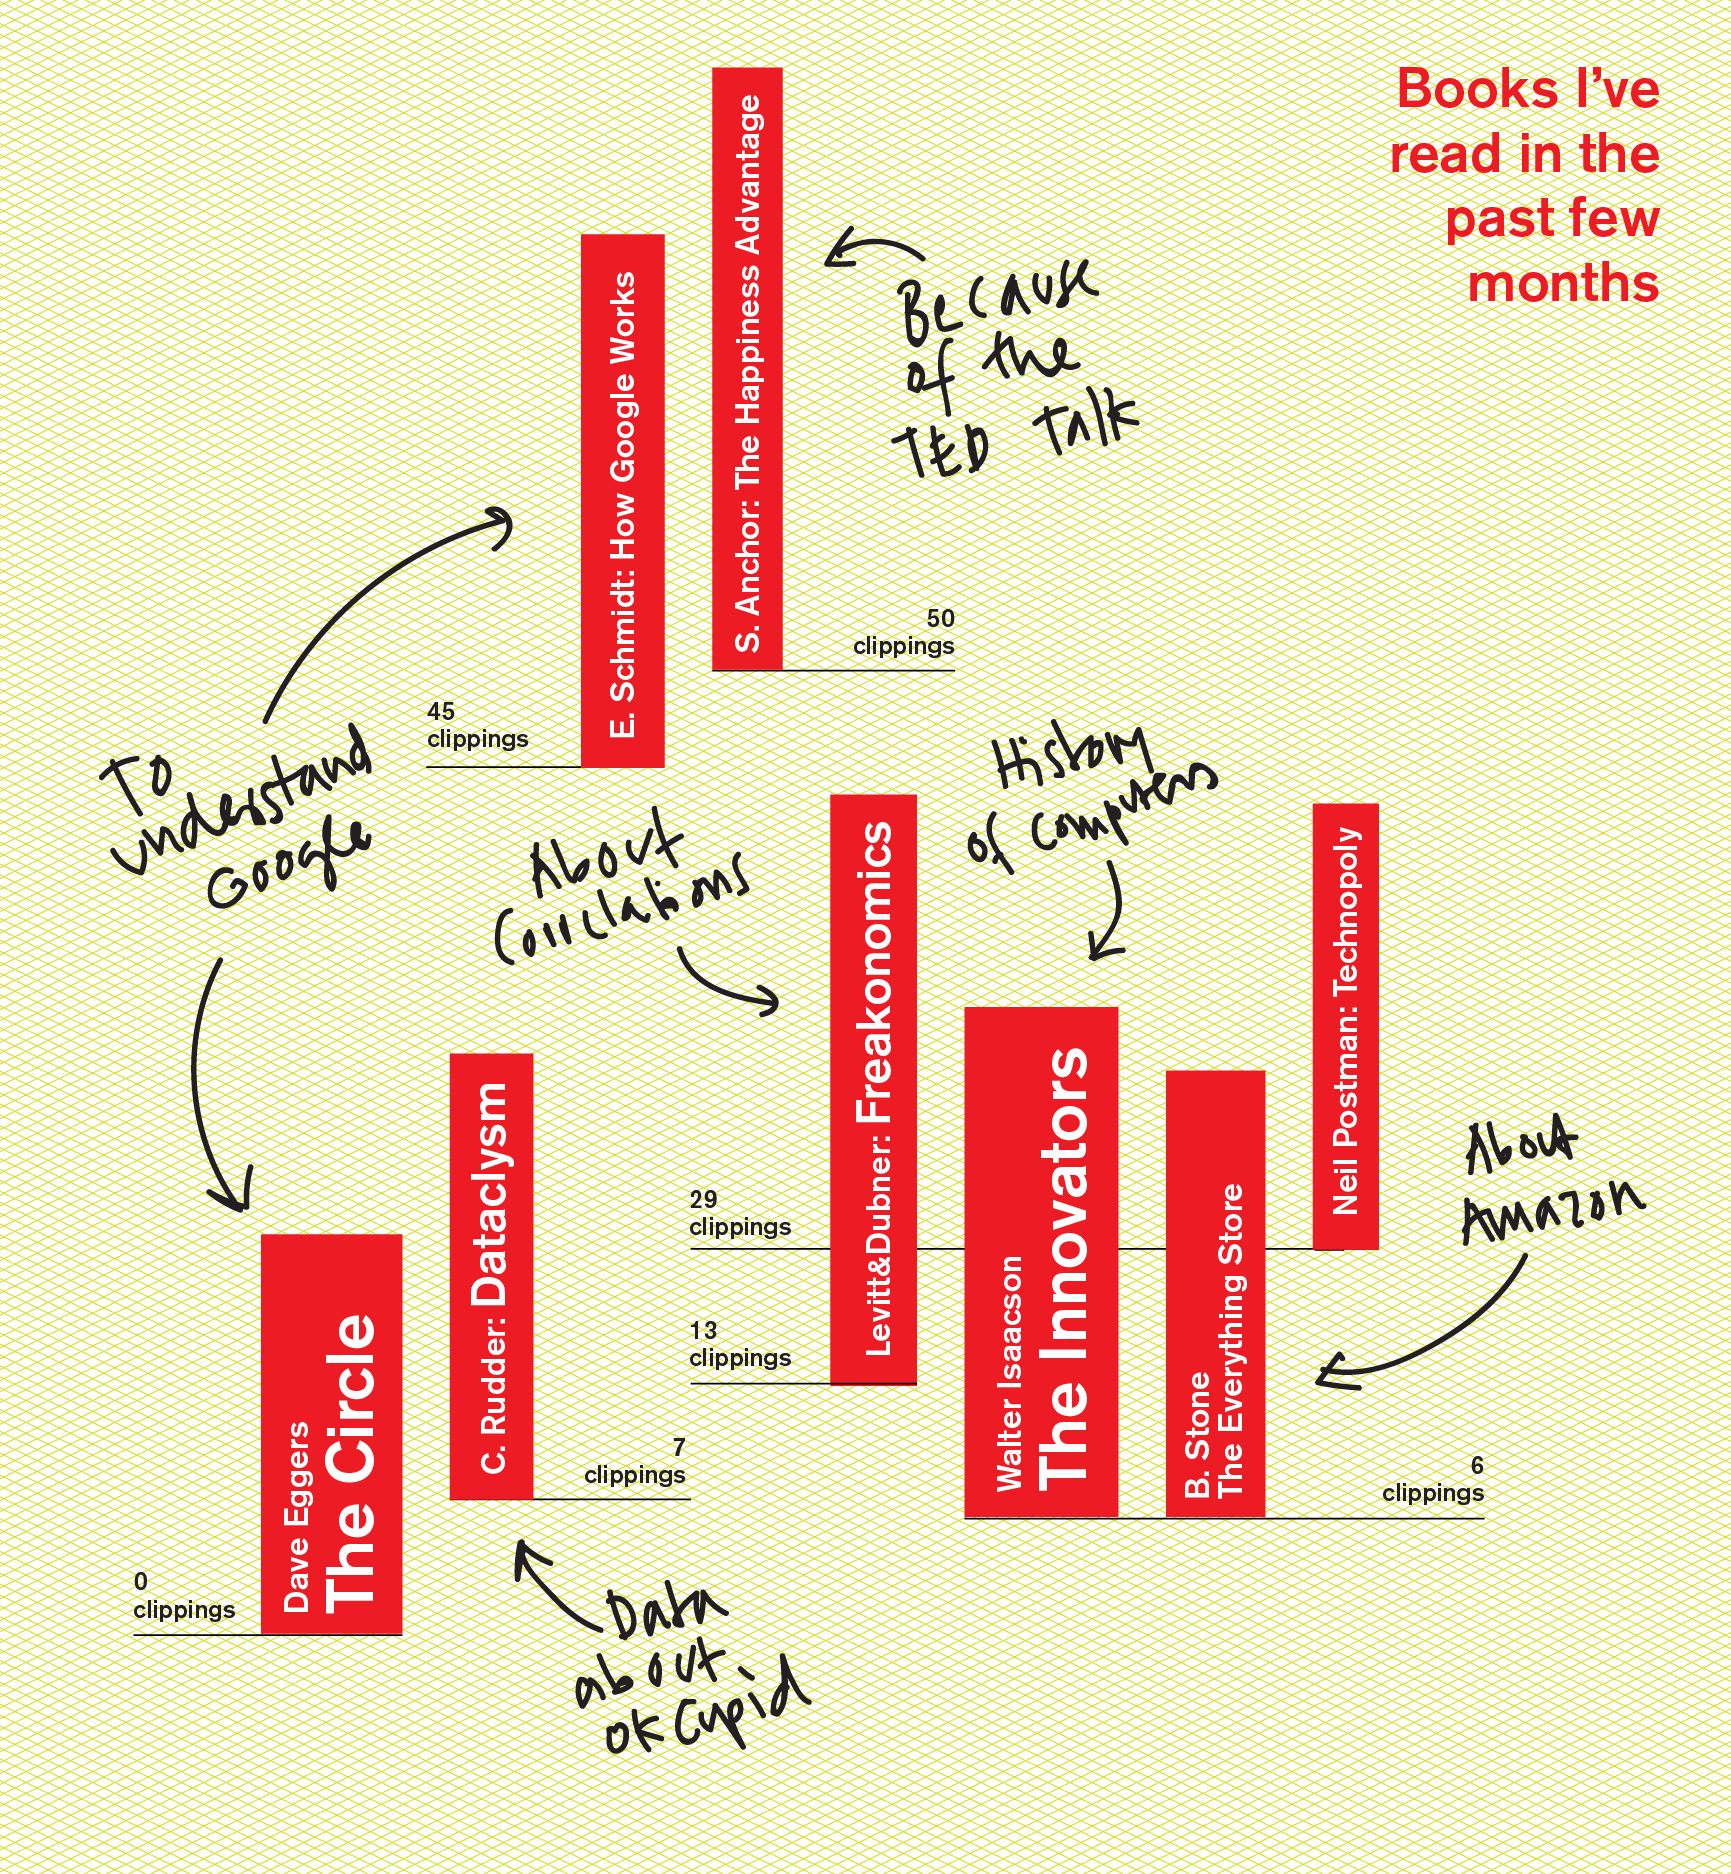 Books I've
read in the
past few
months
S. Anchor: The Happiness Advantage
Because
of the
TED Talk
50
clippings
E. Schmidt: How Google Works
45
clippings
To
understand
Google
About
Correlations
Levitt&Dubner: Freakonomics
History
of computers
Walter Isaacson
The Innovators
B. Stone
The Everything Store
Neil Postman: Technopoly
29
clippings
13
clippings
About
Amazon
6
clippings
C. Rudder: Dataclysm
7
clippings
Dave Eggers
The Circle
0
clippings
Data
about
OK Cupid